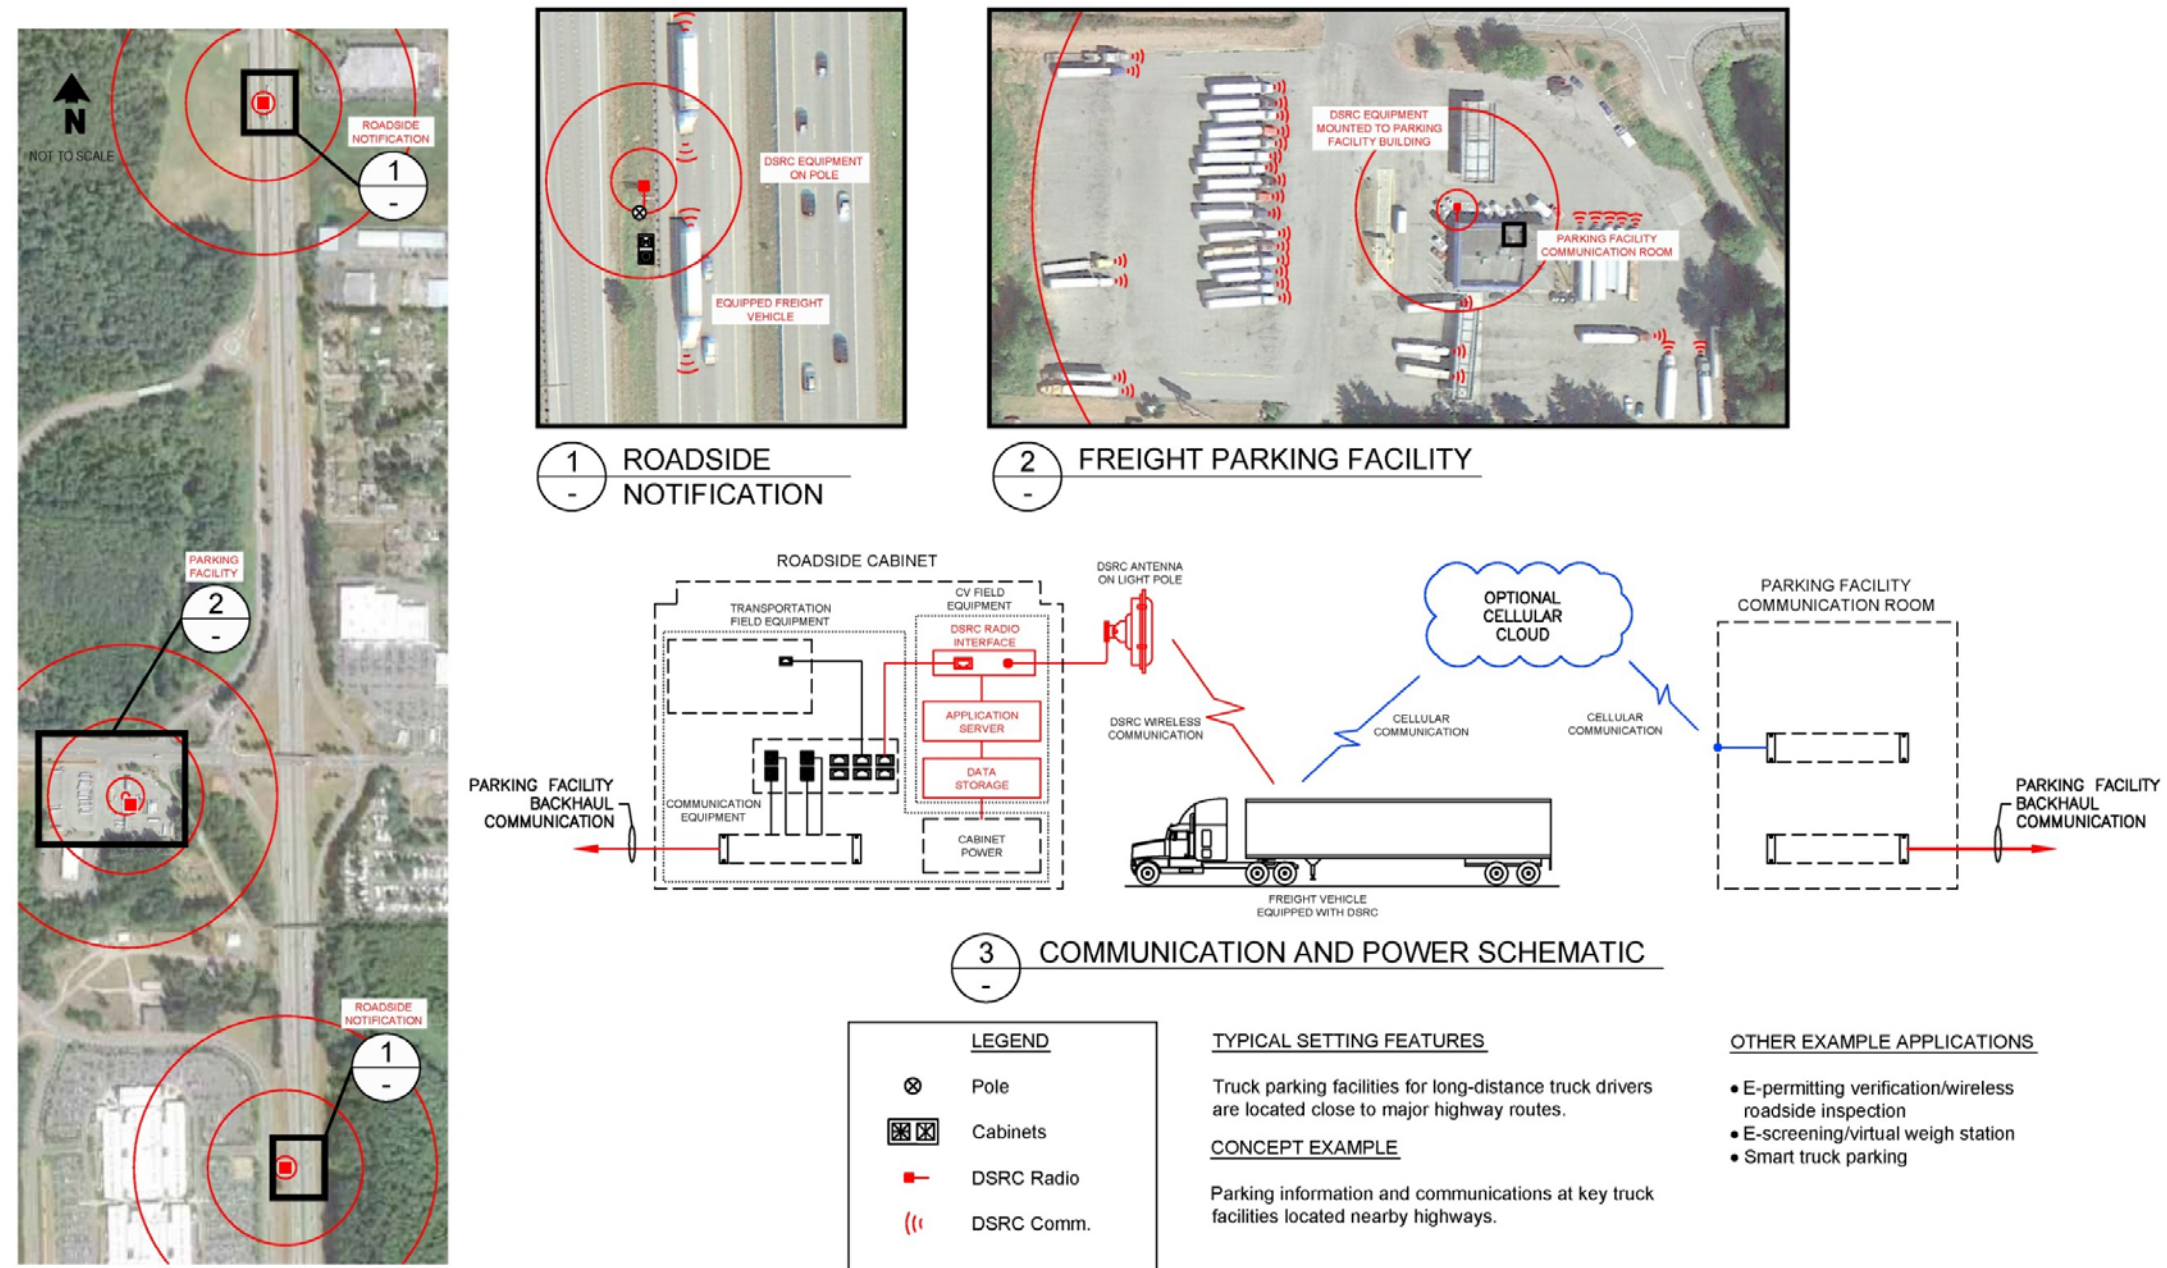 N
NOT TO SCALE
ROADSIDE
NOTIFICATION
1
-
PARKING
FACILITY
2
-
ROADSIDE
NOTIFICATION
1
-
DSRC EQUIPMENT
ON POLE
EQUIPPED FREIGHT
VEHICLE
1
-
ROADSIDE
NOTIFICATION
DSRC EQUIPMENT
MOUNTED TO PARKING
FACILITY BUILDING
PARKING FACILITY
COMMUNICATION ROOM
2
-
FREIGHT PARKING FACILITY
ROADSIDE CABINET
TRANSPORTATION
FIELD EQUIPMENT
CV FIELD
EQUIPMENT
DSRC RADIO
INTERFACE
APPLICATION
SERVER
DATA
STORAGE
CABINET
POWER
COMMUNICATION
EQUIPMENT
PARKING FACILITY
BACKHAUL
COMMUNICATION
DSRC ANTENNA
ON LIGHT POLE
DSRC WIRELESS
COMMUNICATION
OPTIONAL
CELLULAR
CLOUD
CELLULAR
COMMUNICATION
CELLULAR
COMMUNICATION
FREIGHT VEHICLE
EQUIPPED WITH DSRC
PARKING FACILITY
COMMUNICATION ROOM
PARKING FACILITY
BACKHAUL
COMMUNICATION
3
-
COMMUNICATION AND POWER SCHEMATIC
LEGEND
Pole
Cabinets
DSRC Radio
DSRC Comm.
TYPICAL SETTING FEATURES
Truck parking facilities for long-distance truck drivers
are located close to major highway routes.
CONCEPT EXAMPLE
Parking information and communications at key truck
facilities located nearby highways.
OTHER EXAMPLE APPLICATIONS
• E-permitting verification/wireless
roadside inspection
• E-screening/virtual weigh station
• Smart truck parking